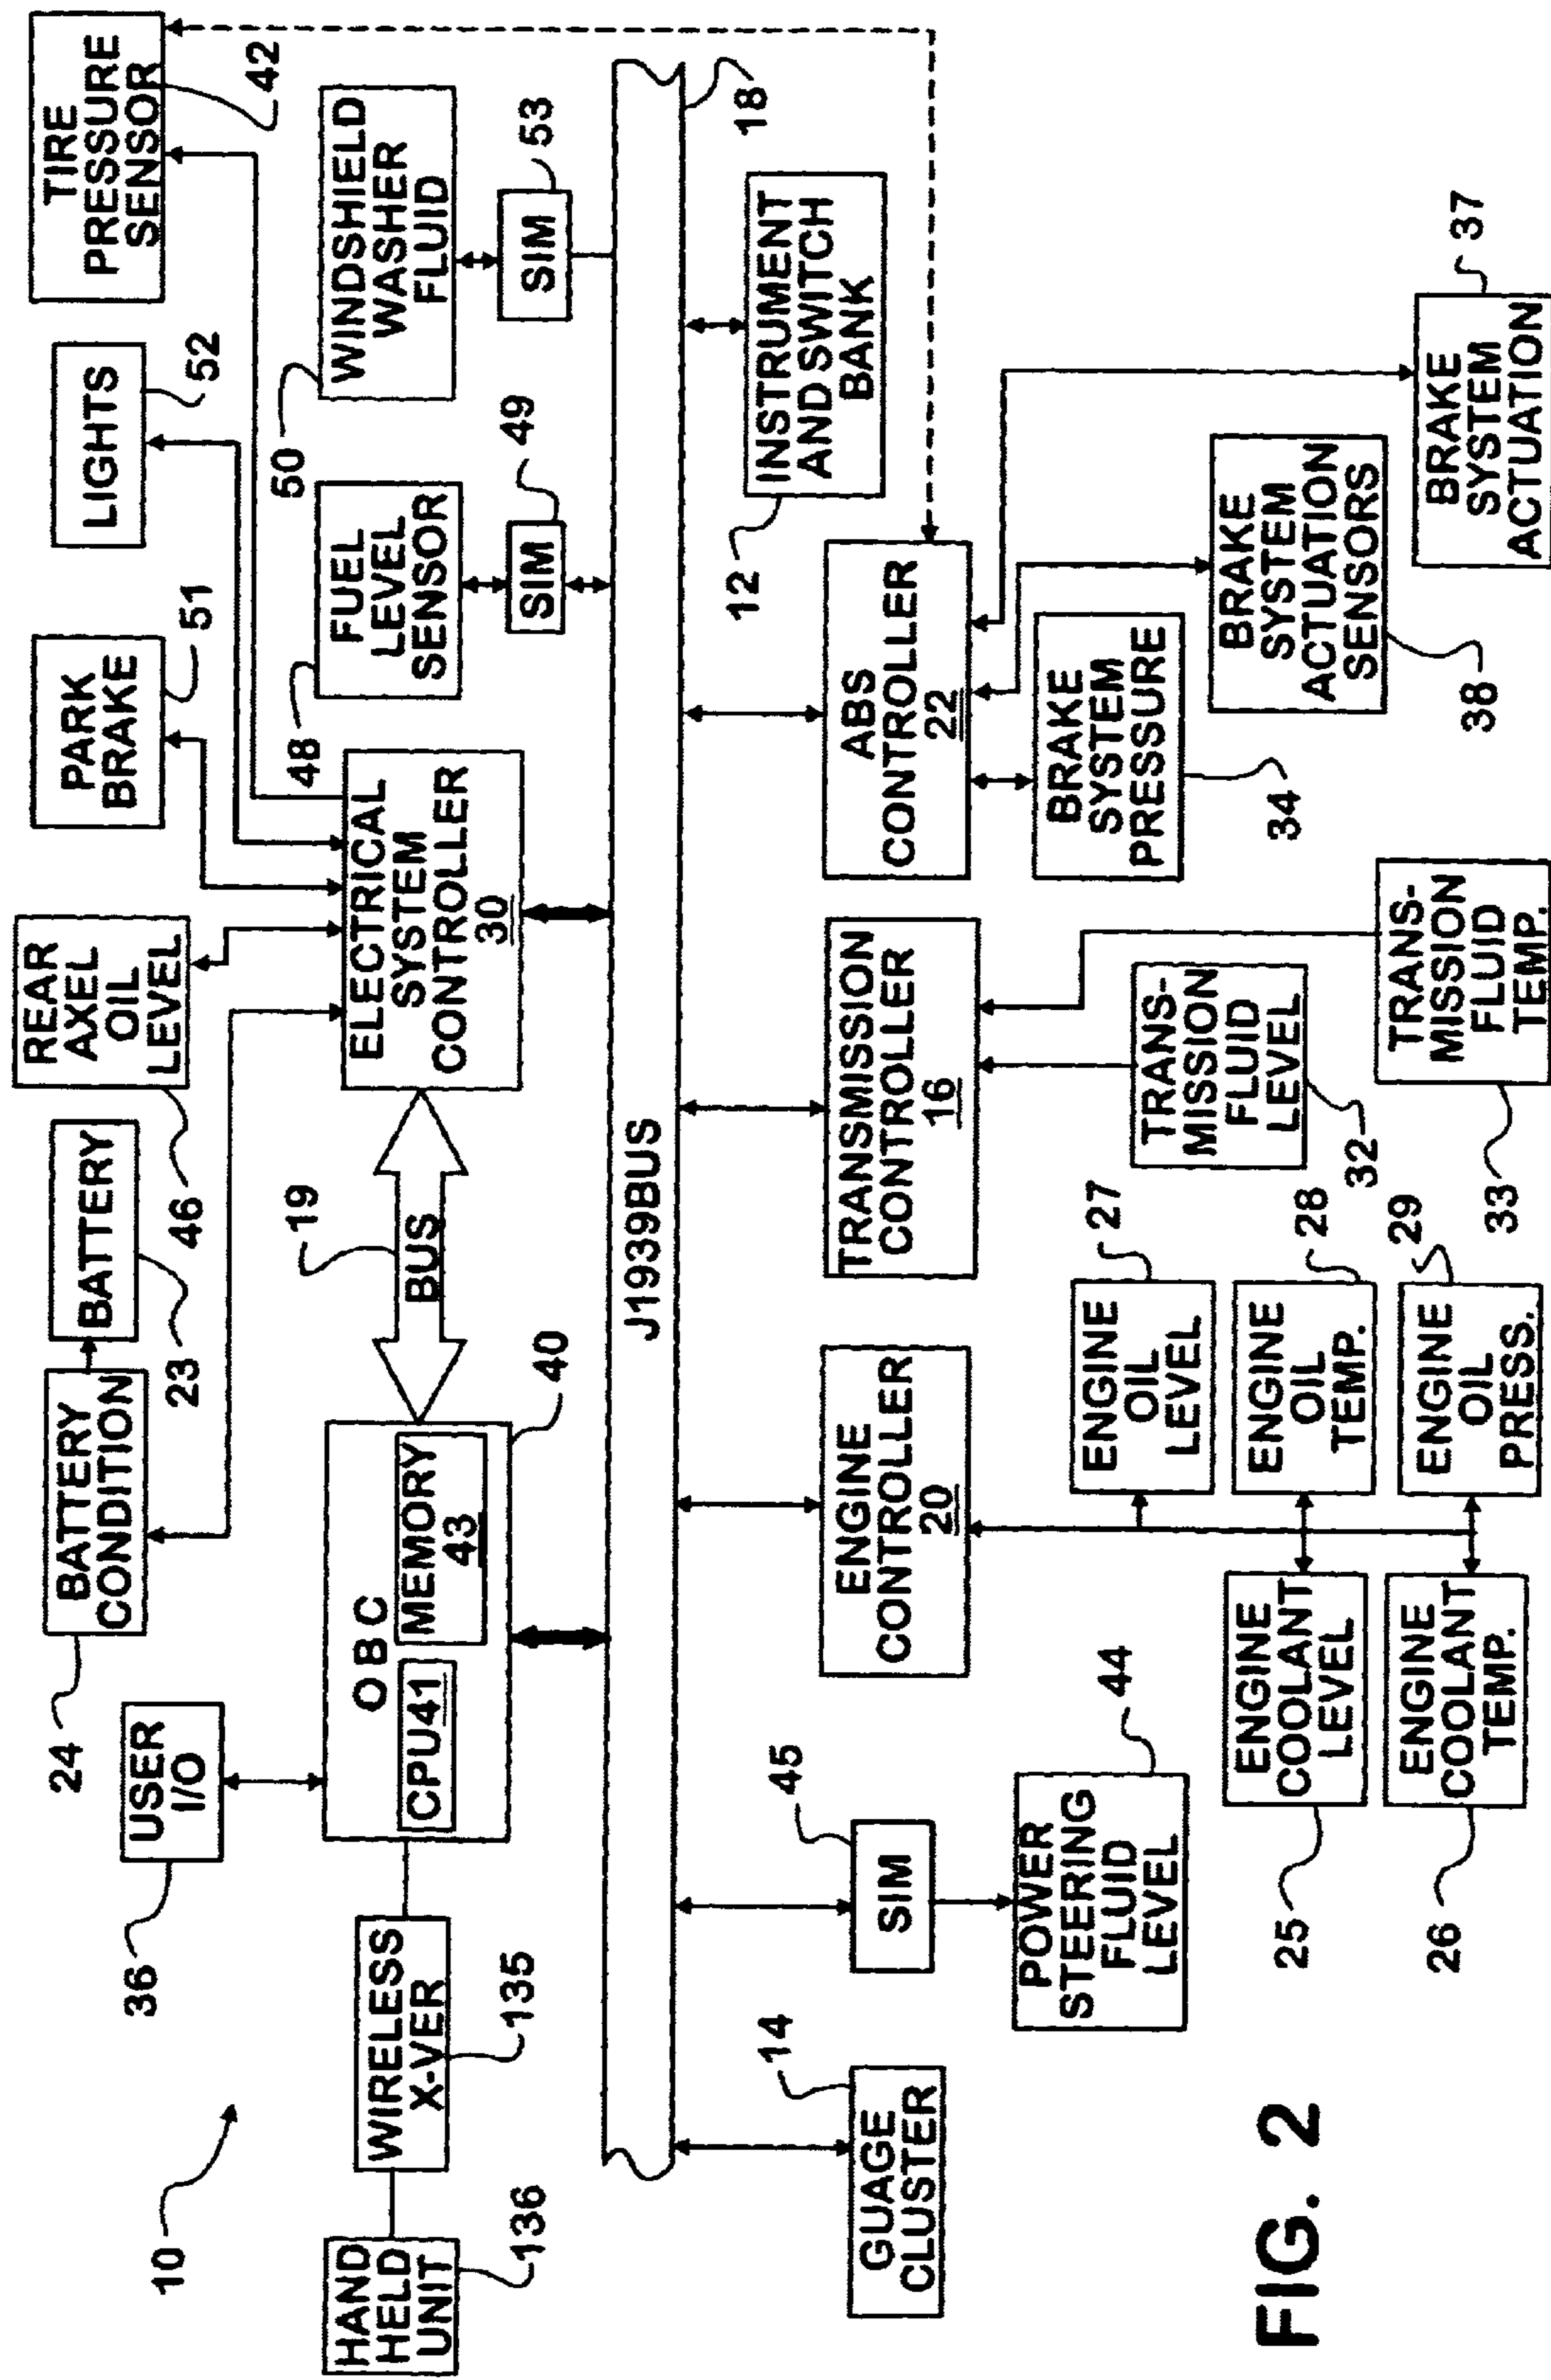 10
HAND
HELD
UNIT
136
WIRELESS
X-VER
135
USER
I/O
36
BATTERY
CONDITION
24
BATTERY
23
REAR
AXEL
OIL
LEVEL
46
PARK
BRAKE
51
LIGHTS
52
TIRE
PRESSURE
SENSOR
42
OBC
CPU41
MEMORY
43
40
BUS
19
ELECTRICAL
SYSTEM
CONTROLLER
30
FUEL
LEVEL
SENSOR
48
SIM
49
WINDSHIELD
WASHER
FLUID
50
SIM
53
J1939BUS
18
GUAGE
CLUSTER
14
SIM
45
POWER
STEERING
FLUID
LEVEL
44
ENGINE
CONTROLLER
20
ENGINE
COOLANT
LEVEL
25
ENGINE
COOLANT
TEMP.
26
ENGINE
OIL
LEVEL
27
ENGINE
OIL
TEMP.
28
ENGINE
OIL
PRESS.
29
TRANSMISSION
CONTROLLER
16
TRANS-
MISSION
FLUID
LEVEL
32
TRANS-
MISSION
FLUID
TEMP.
33
ABS
CONTROLLER
22
BRAKE
SYSTEM
PRESSURE
34
BRAKE
SYSTEM
ACTUATION
SENSORS
38
BRAKE
SYSTEM
ACTUATION
37
INSTRUMENT
AND SWITCH
BANK
12
FIG. 2